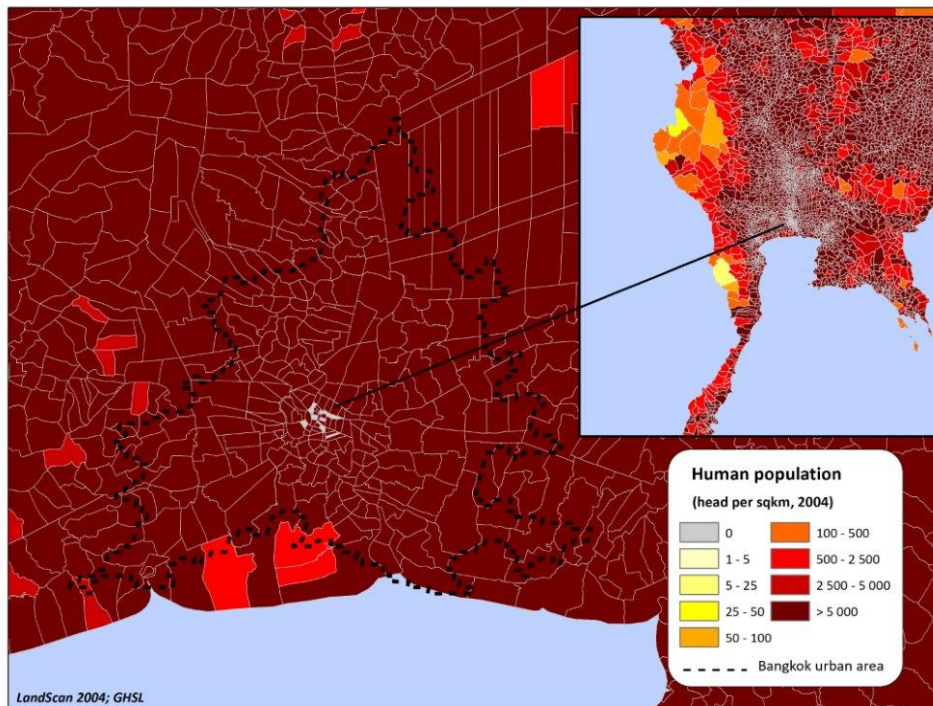 Human population
(head per sqkm, 2004)
0
1 - 5
5 - 25
25 - 50
50 - 100
100 - 500
500 - 2 500
2 500 - 5 000
> 5 000
Bangkok urban area
LandScan 2004; GHSL